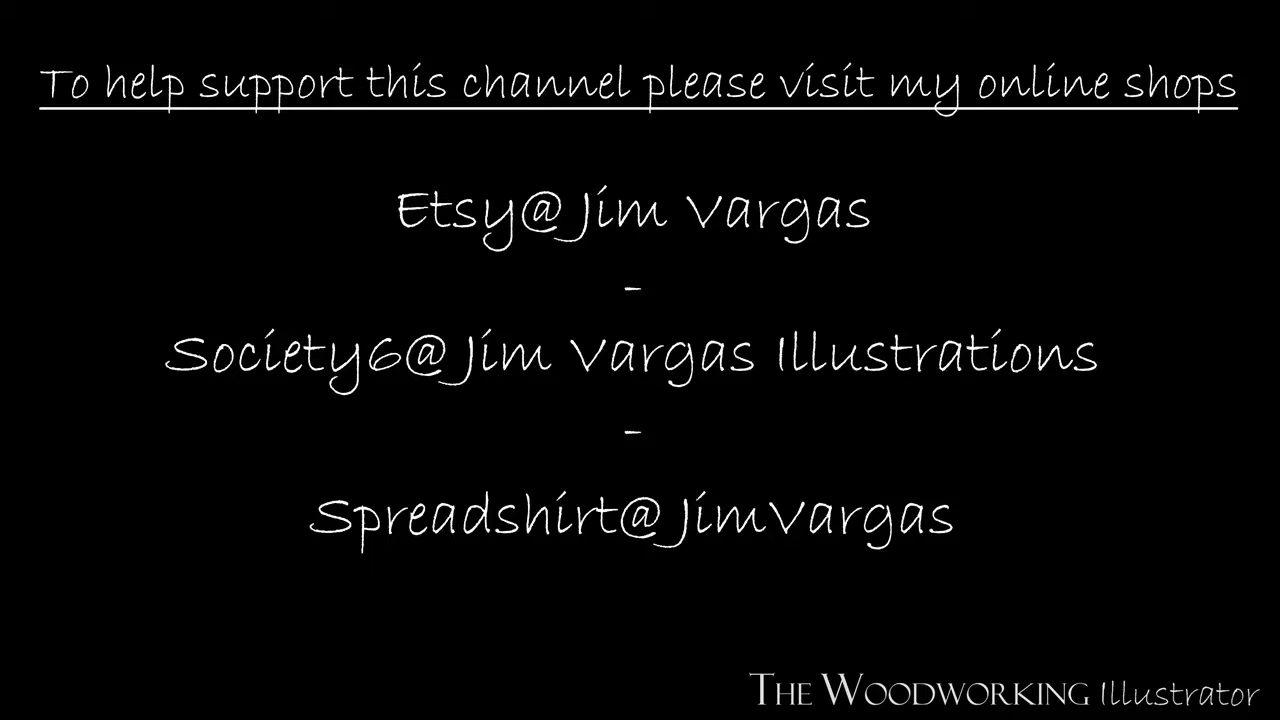 To help support this channel please visit my online shops
Etsy@Jim Vargas
-
Society6@Jim Vargas Illustrations
-
Spreadshirt@JimVargas
THE WOODWORKING Illustrator